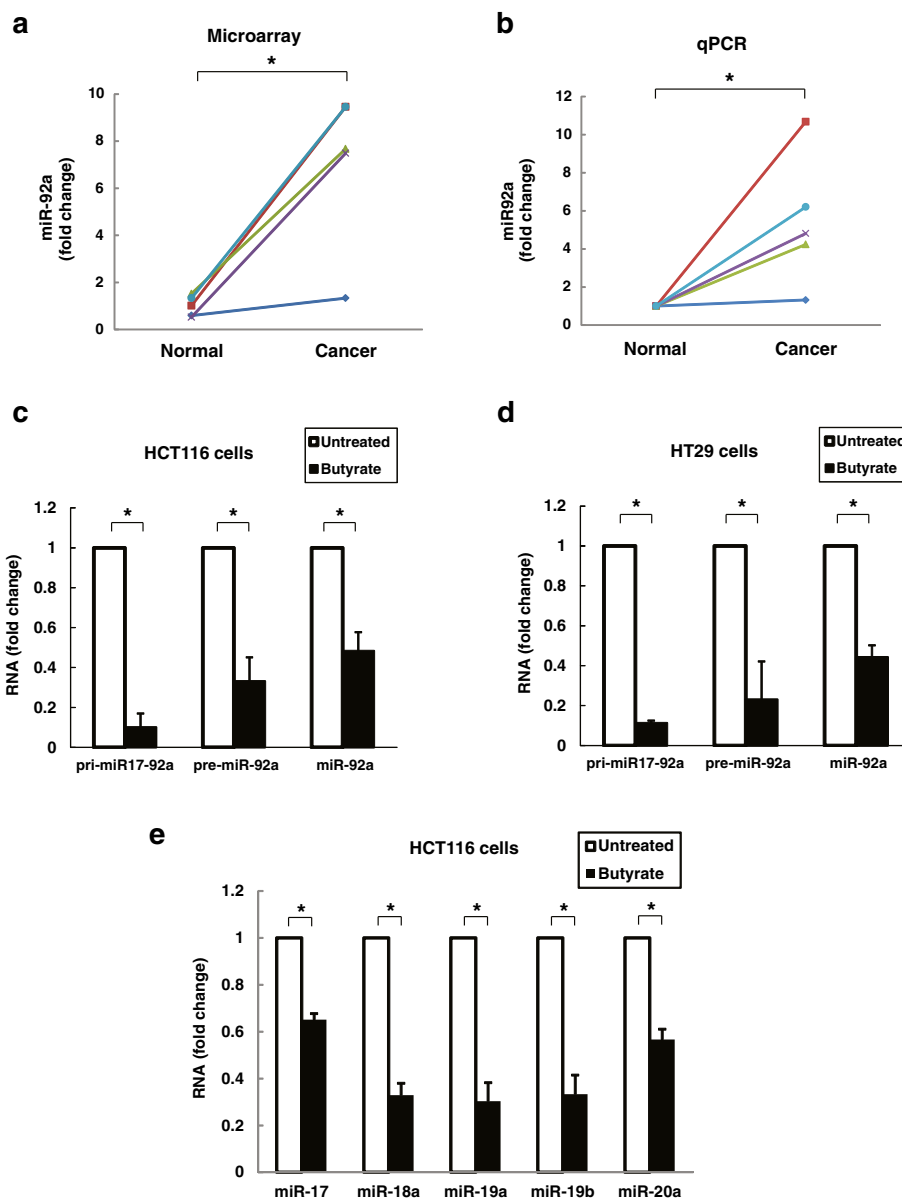 a
Microarray
*
miR-92a
(fold change)
10
8
6
4
2
0
Normal Cancer
b
qPCR
*
miR92a
(fold change)
12
10
8
6
4
2
0
Normal Cancer
c
HCT116 cells
Untreated
Butyrate
RNA (fold change)
1.2
1
0.8
0.6
0.4
0.2
0
* * *
pri-miR17-92a pre-miR-92a miR-92a
d
HT29 cells
Untreated
Butyrate
RNA (fold change)
1.2
1
0.8
0.6
0.4
0.2
0
* * *
pri-miR17-92a pre-miR-92a miR-92a
e
HCT116 cells
Untreated
Butyrate
RNA (fold change)
1.2
1
0.8
0.6
0.4
0.2
0
* * * * *
miR-17 miR-18a miR-19a miR-19b miR-20a